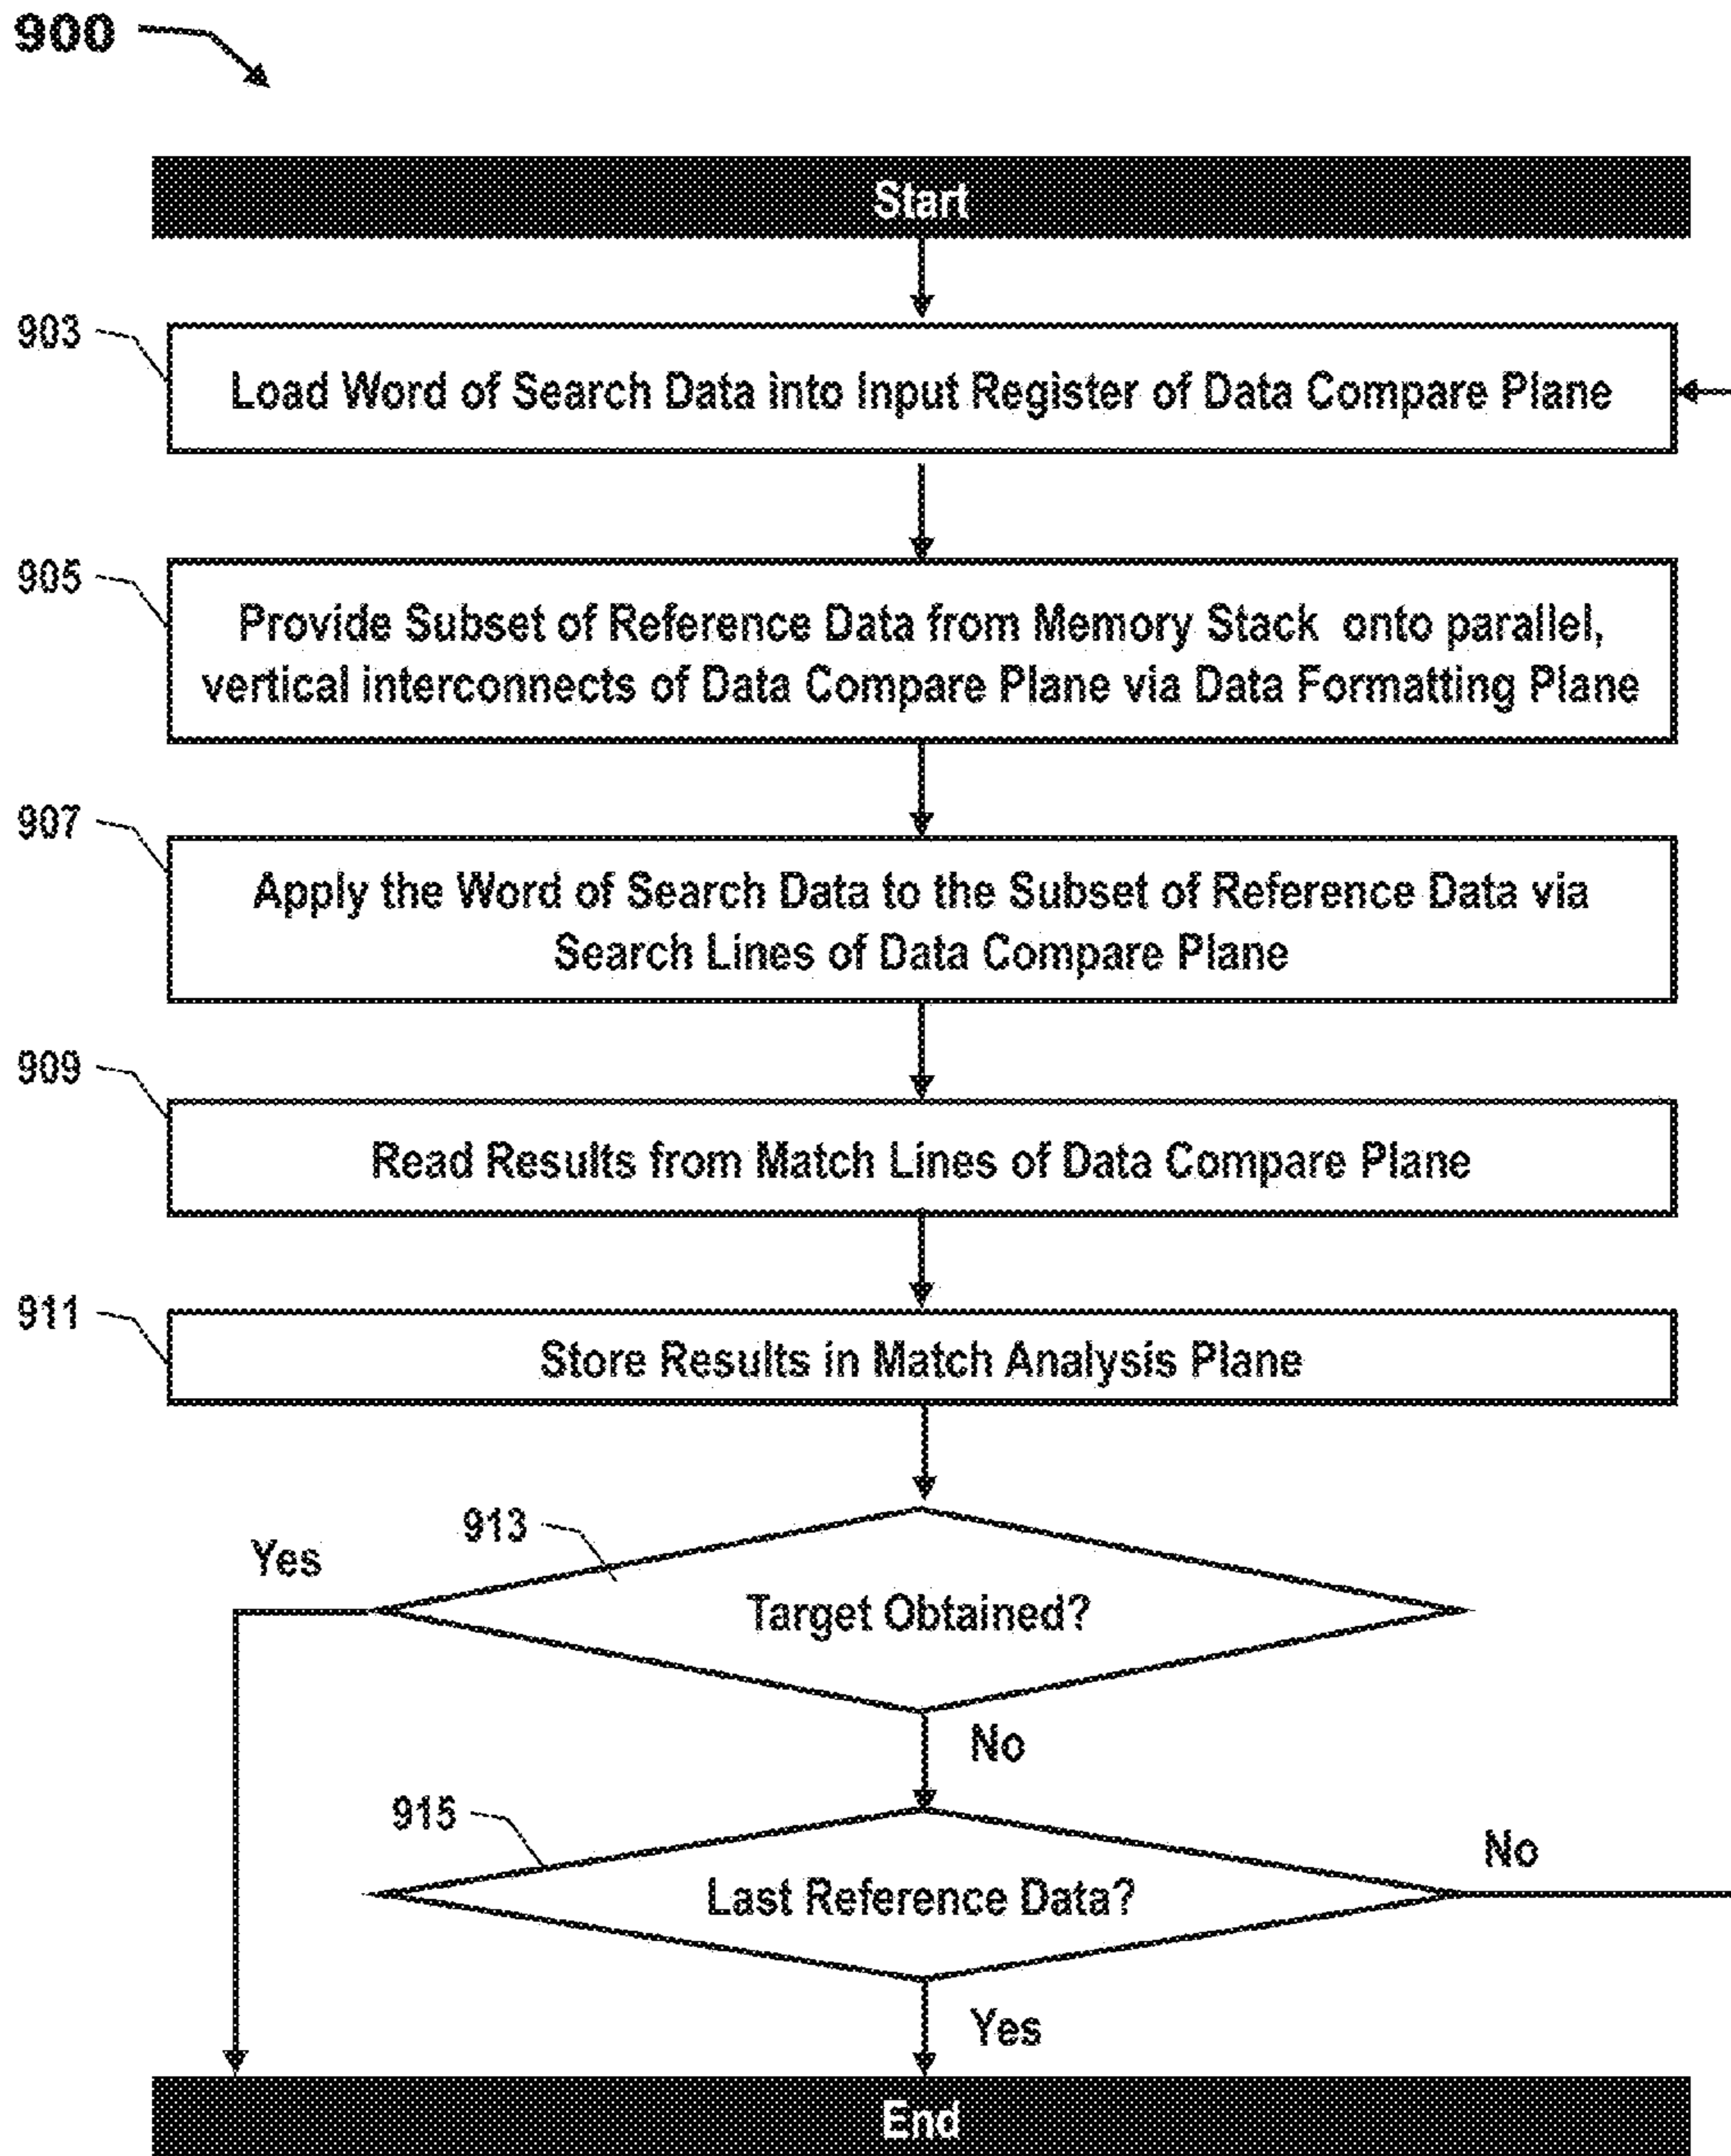 900
Start
903
Load Word of Search Data into Input Register of Data Compare Plane
905
Provide Subset of Reference Data from Memory Stack onto parallel,
vertical interconnects of Data Compare Plane via Data Formatting Plane
907
Apply the Word of Search Data to the Subset of Reference Data via
Search Lines of Data Compare Plane
909
Read Results from Match Lines of Data Compare Plane
911
Store Results in Match Analysis Plane
913
Yes
Target Obtained?
No
915
No
Last Reference Data?
Yes
End